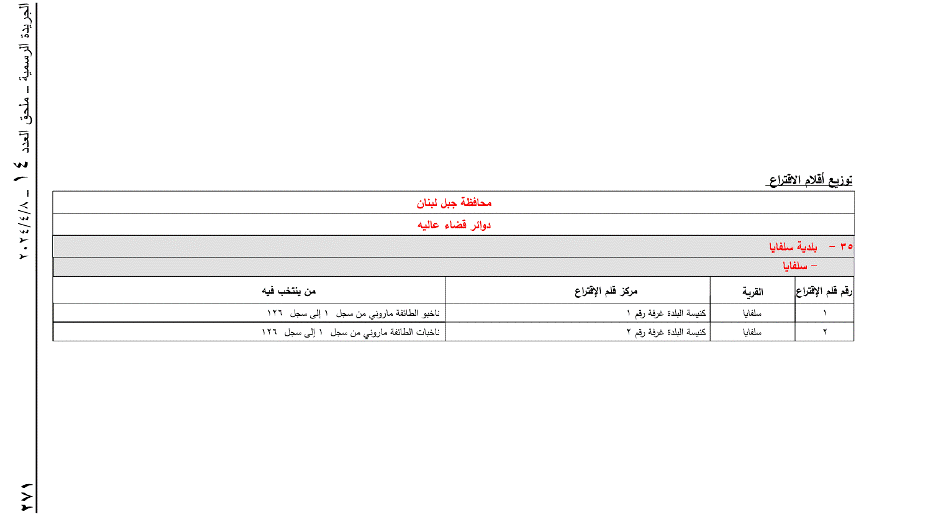 الجريدة الرسمية – ملحق العدد ١٤ – ٢٠٢٤/٤/٨
توزيع أقلام الاقتراع
محافظة جبل لبنان
دوائر قضاء عاليه
٣٥ - بلدية سلفايا
- سلفايا
رقم قلم الإقتراع القرية مركز قلم الإقتراع من ينتخب فيه
١ سلفايا كنيسة البلدة غرفة رقم ١ ناخبو الطائفة ماروني من سجل ١ إلى سجل ١٢٦
٢ سلفايا كنيسة البلدة غرفة رقم ٢ ناخبات الطائفة ماروني من سجل ١ إلى سجل ١٢٦
٢٧١